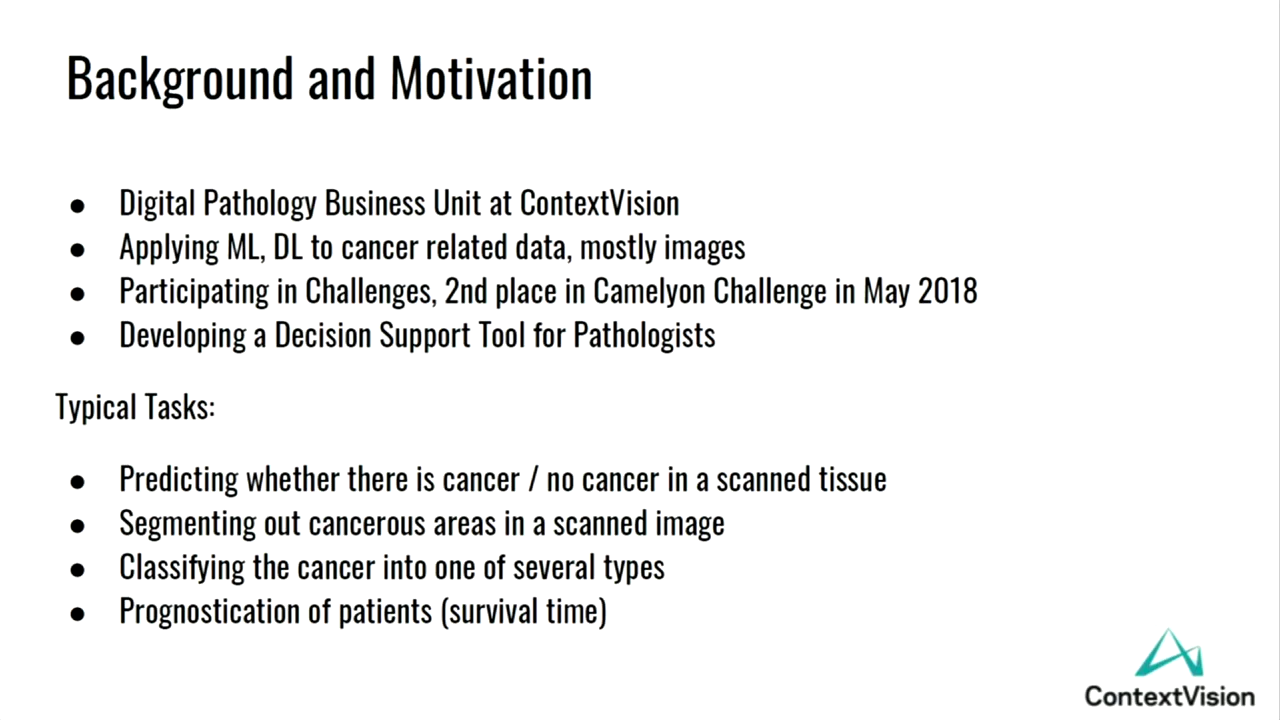 Background and Motivation
● Digital Pathology Business Unit at ContextVision
● Applying ML, DL to cancer related data, mostly images
● Participating in Challenges, 2nd place in Camelyon Challenge in May 2018
● Developing a Decision Support Tool for Pathologists
Typical Tasks:
● Predicting whether there is cancer / no cancer in a scanned tissue
● Segmenting out cancerous areas in a scanned image
● Classifying the cancer into one of several types
● Prognostication of patients (survival time)
ContextVision